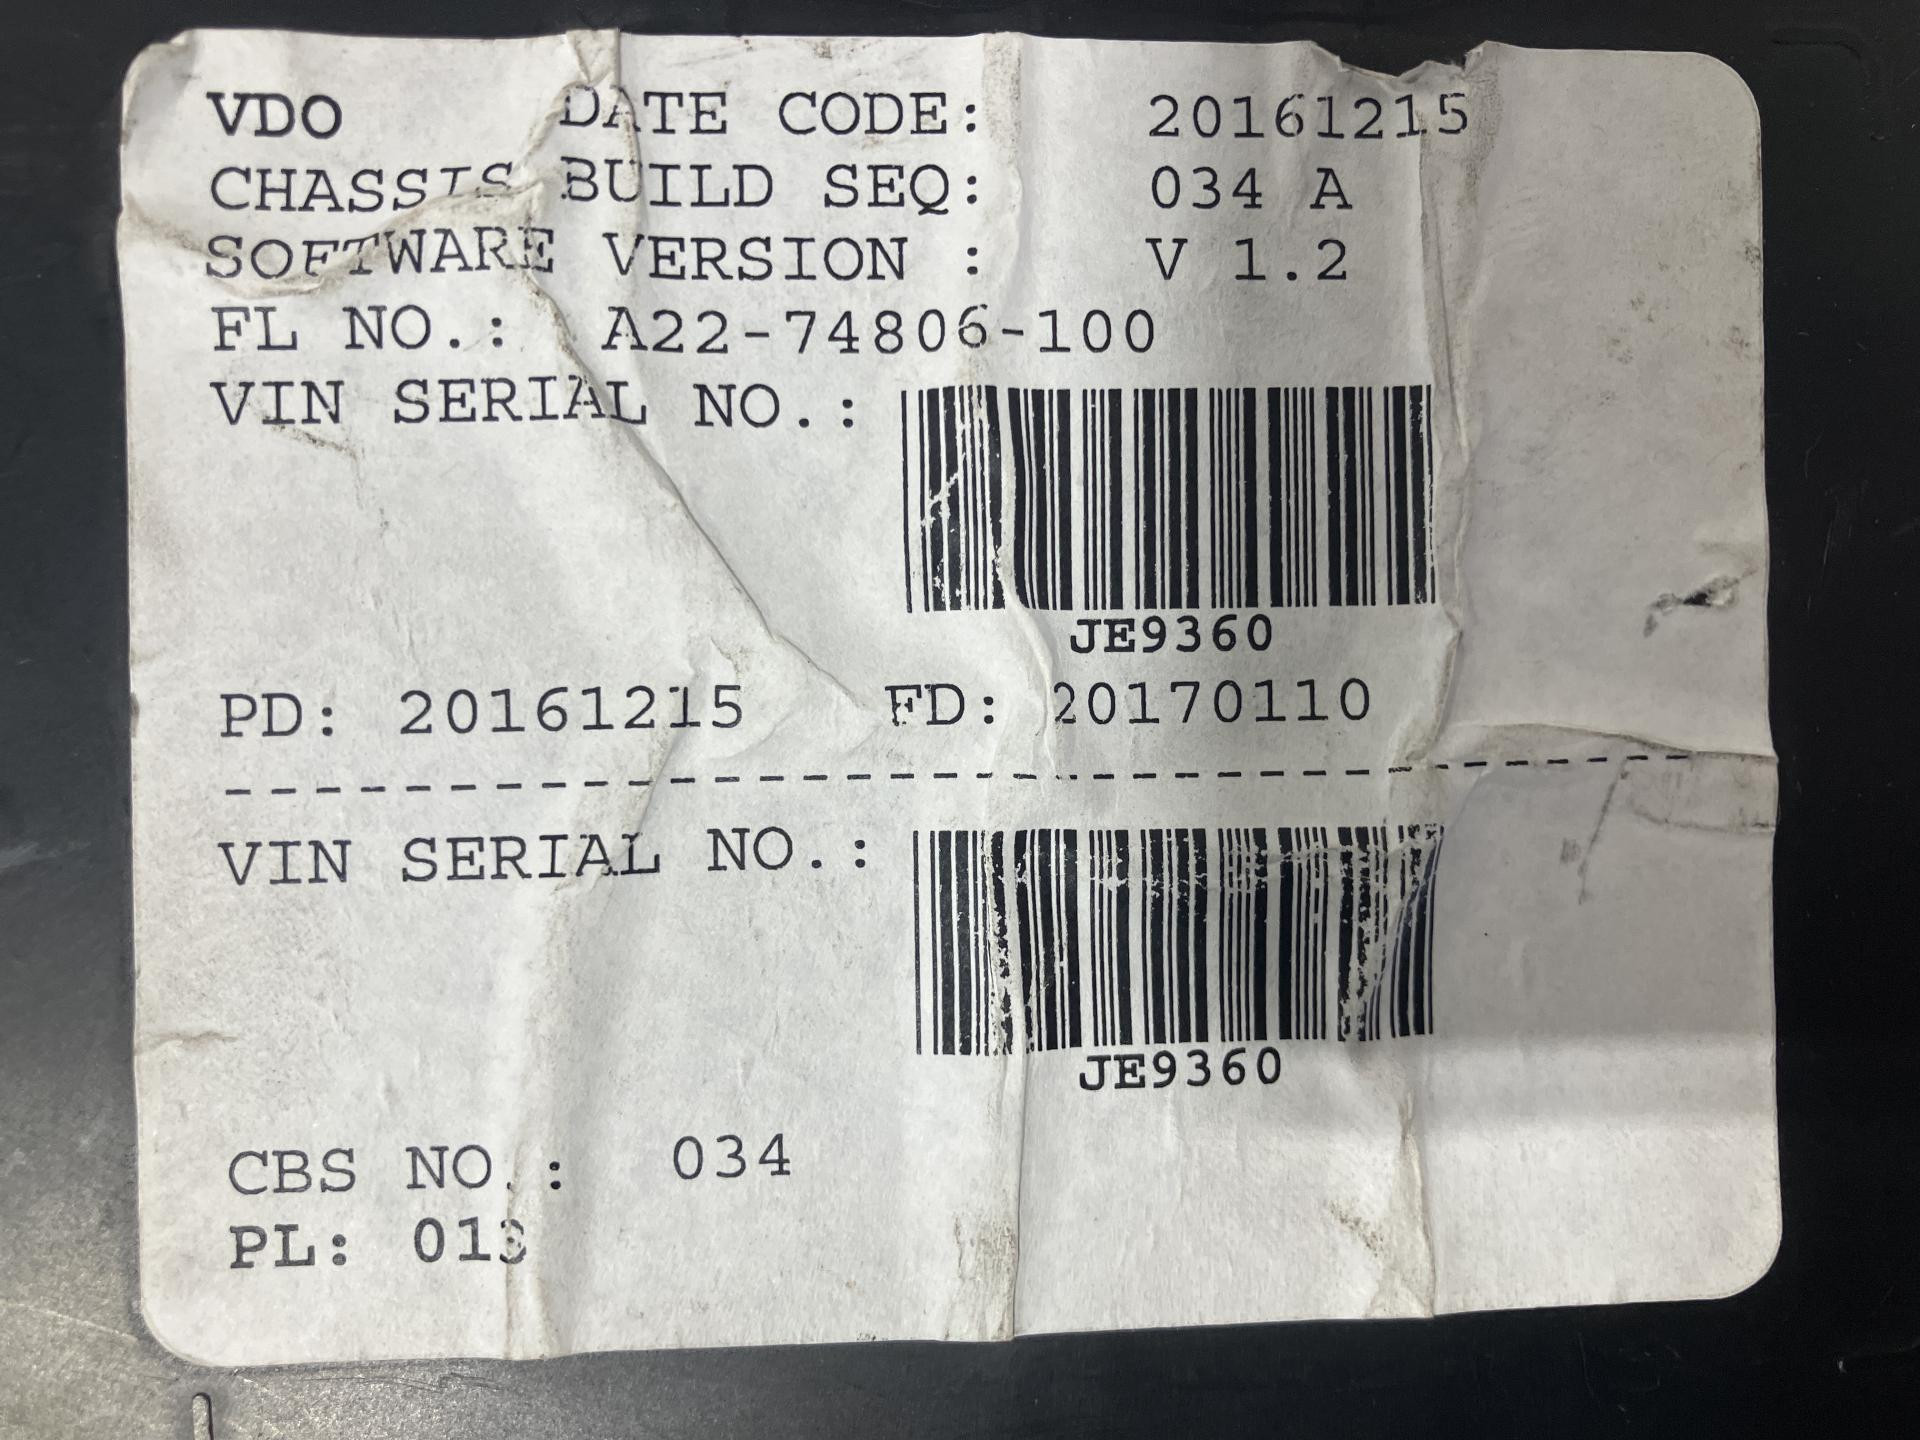 VDO DATE CODE: 20161215
CHASSIS BUILD SEQ: 034 A
SOFTWARE VERSION : V 1.2
FL NO.: A22-74806-100
VIN SERIAL NO.:
JE9360
PD: 20161215 FD: 20170110
VIN SERIAL NO.:
JE9360
CBS NO.: 034
PL: 013